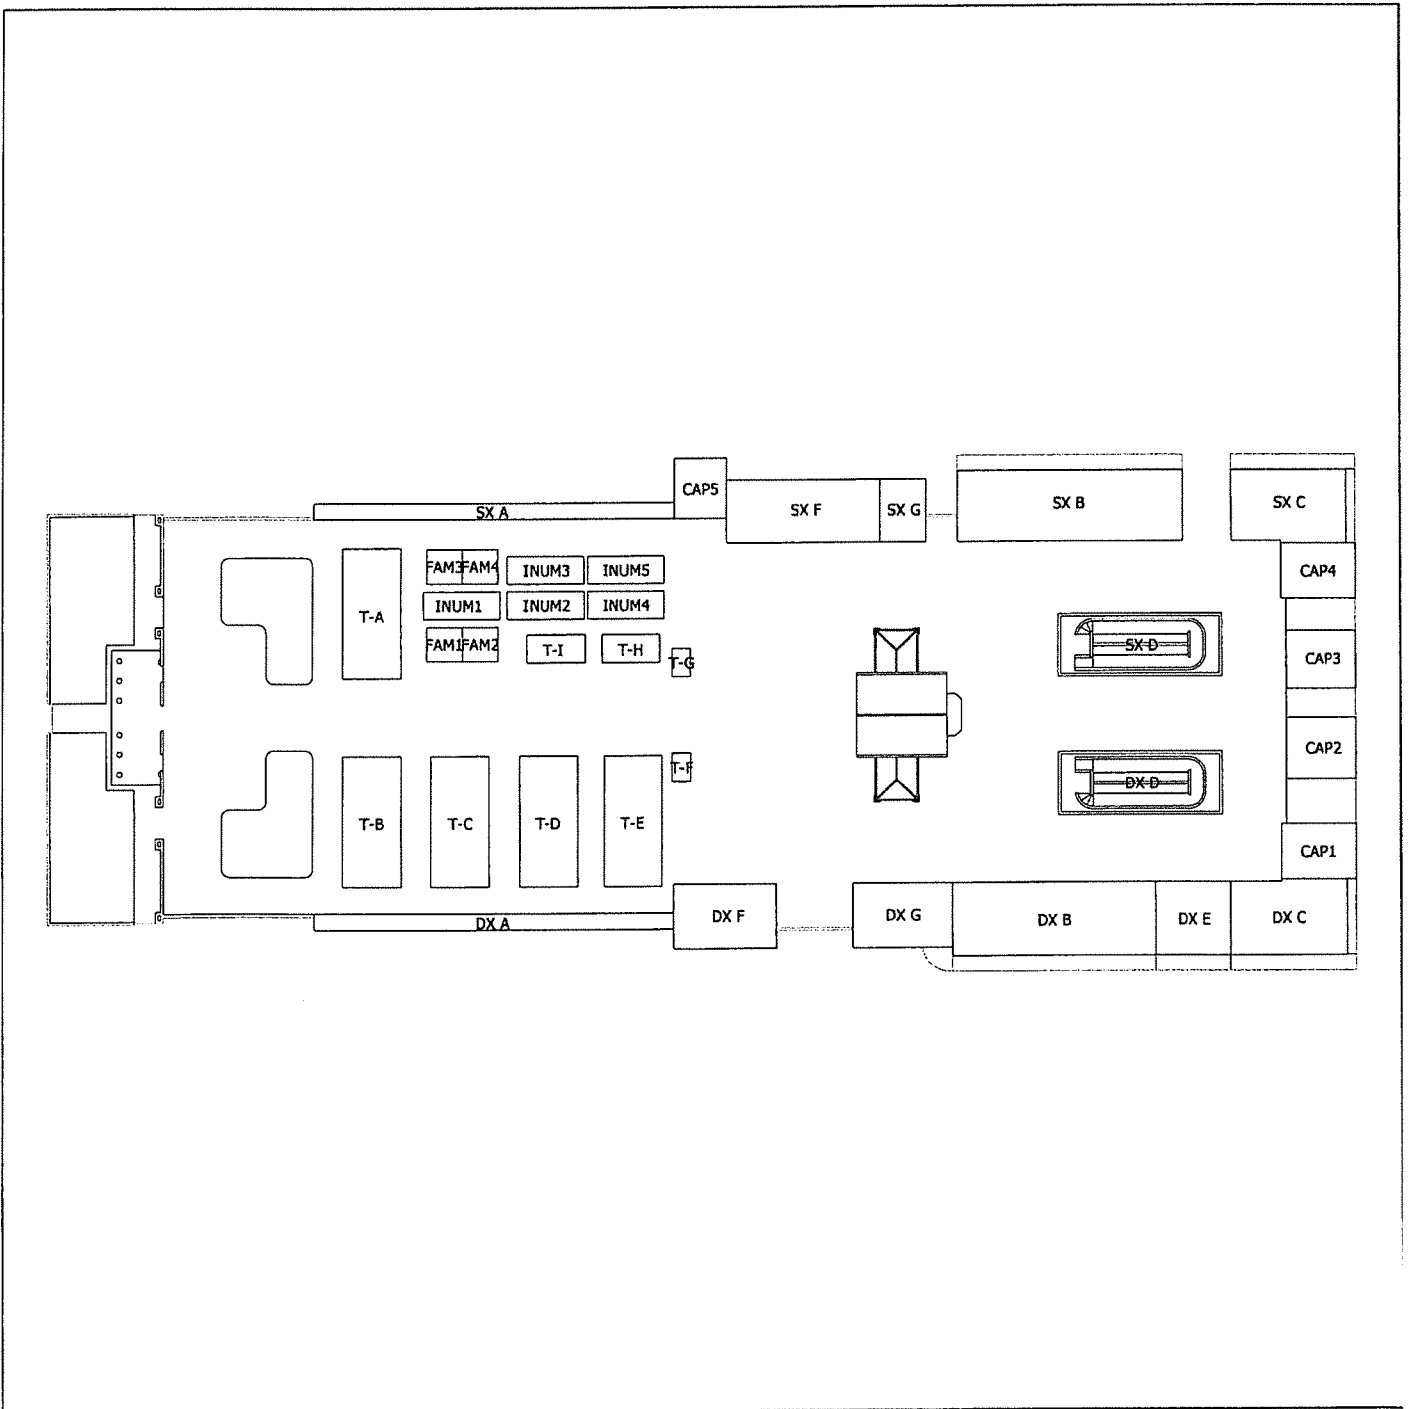 CAP5
SX F
SX G
SX B
SX C
SX A
FAM3
FAM4
INUM3
INUM5
CAP4
INUM1
INUM2
INUM4
T-A
FAM1
FAM2
T-I
T-H
T-G
SX D
CAP3
CAP2
T-F
DX D
T-B
T-C
T-D
T-E
CAP1
DX A
DX F
DX G
DX B
DX E
DX C